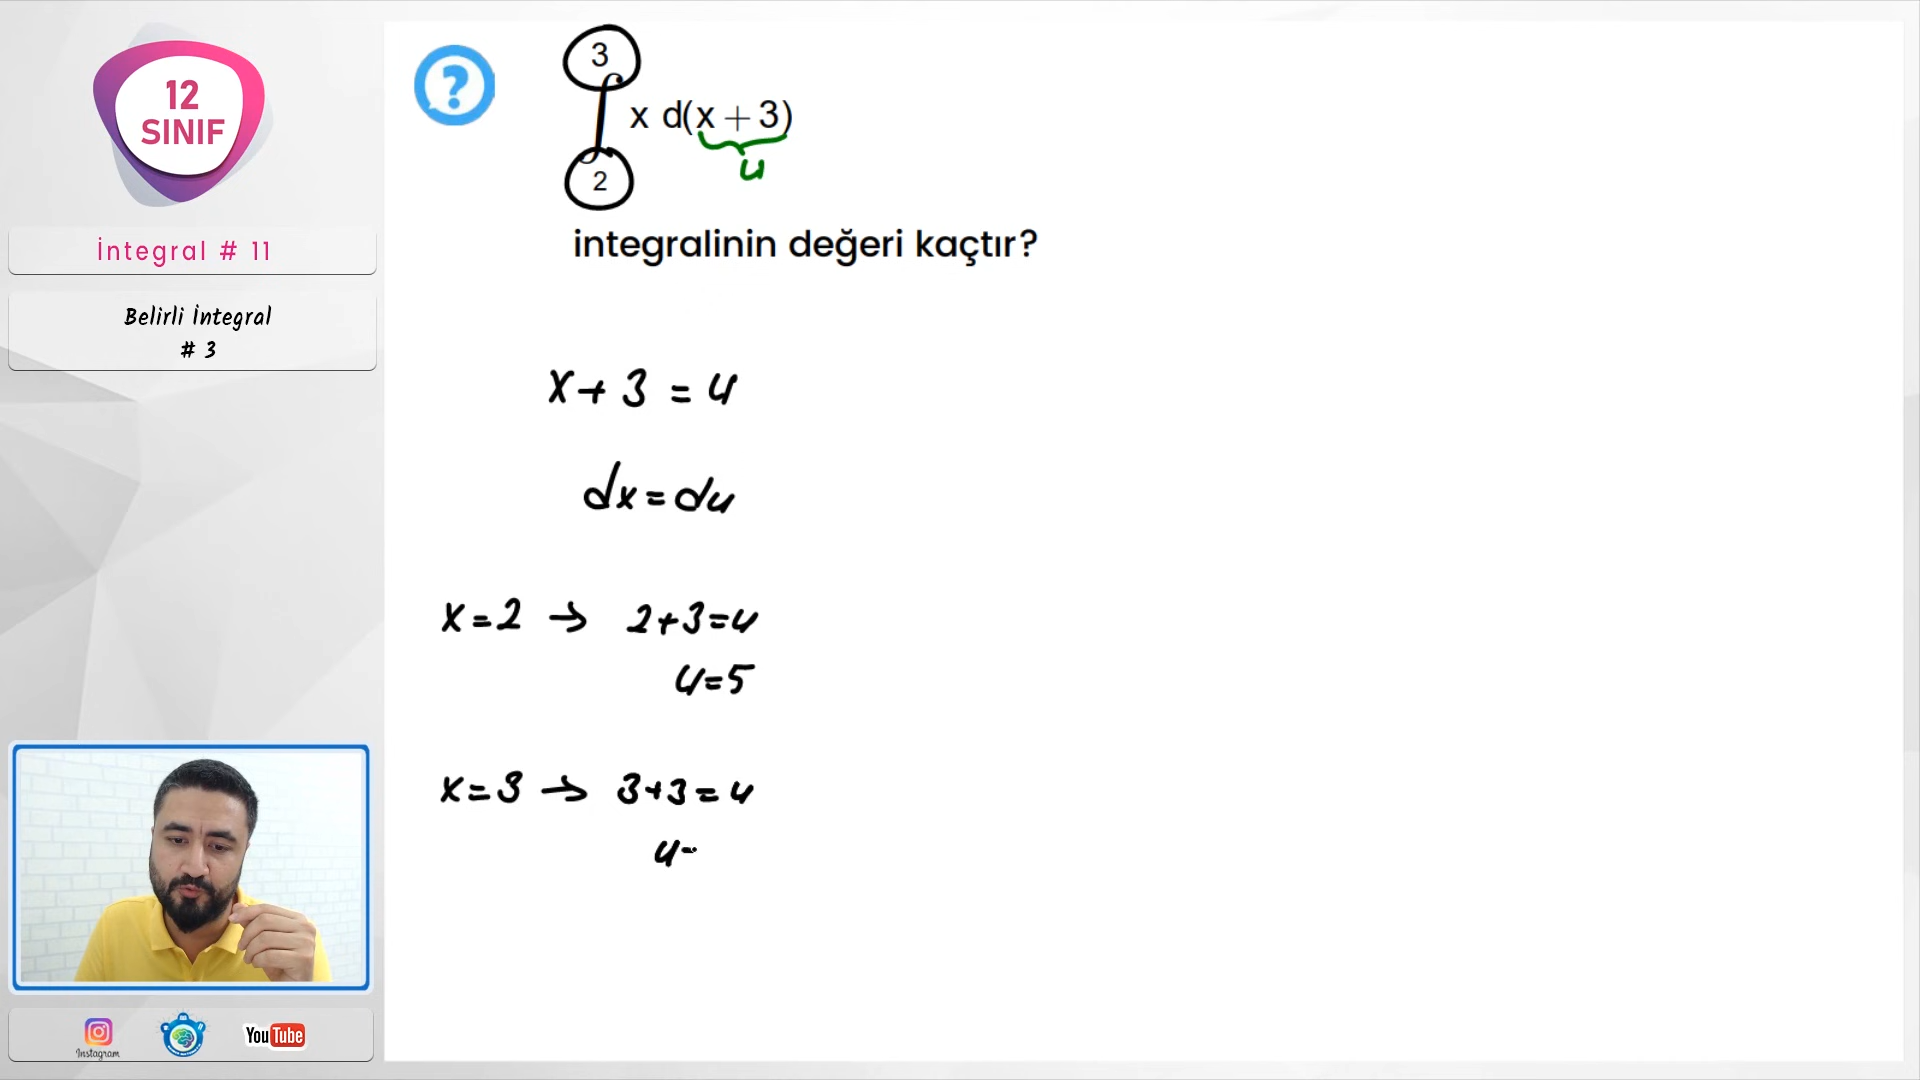 12
SINIF
İntegral # 11
Belirli İntegral
# 3
Instagram
YouTube
?
3
∫ x d(x + 3)
u
2
integralinin değeri kaçtır?
x + 3 = u
dx = du
x = 2 → 2+3 = u
u = 5
x = 3 → 3+3 = u
u =